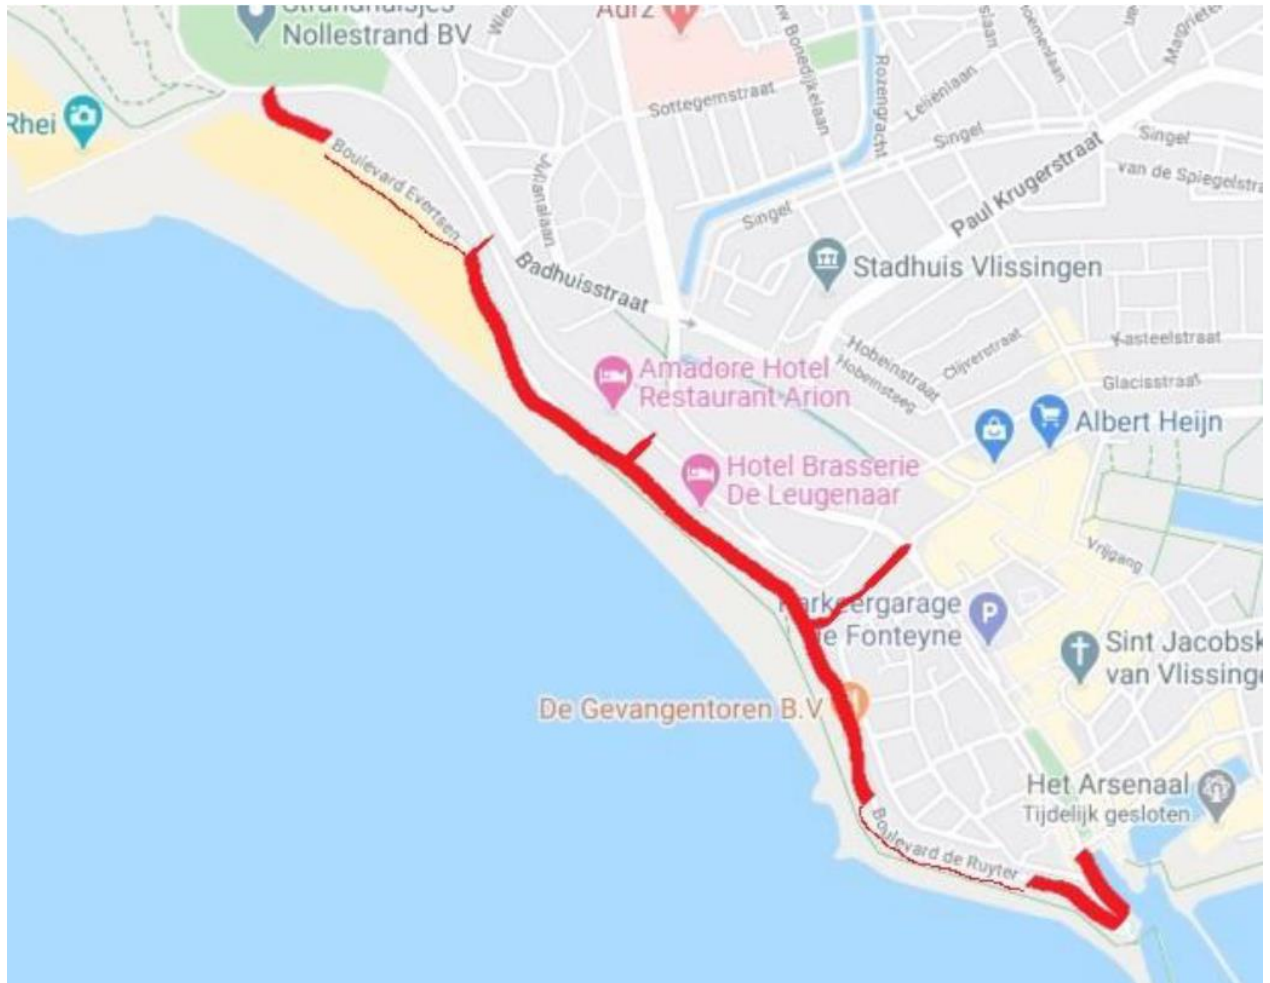 Strandhuisjes
Nollestrand BV
Adrz
Sottegemstraat
Rozengracht
Leliënlaan
Singel
Singel
Singel
Paul Krugerstraat
van de Spiegelstra
Rhei
Boulevard Evertsen
Badhuisstraat
Stadhuis Vlissingen
Hobeinstraat
Hobeinsteeg
Clijverstraat
Kasteelstraat
Glacisstraat
Amadore Hotel
Restaurant Arion
Albert Heijn
Hotel Brasserie
De Leugenaar
Vrijgang
Parkeergarage
de Fonteyne
P
Sint Jacobsk
van Vlissinge
De Gevangentoren B.V
Het Arsenaal
Tijdelijk gesloten
Boulevard de Ruyter